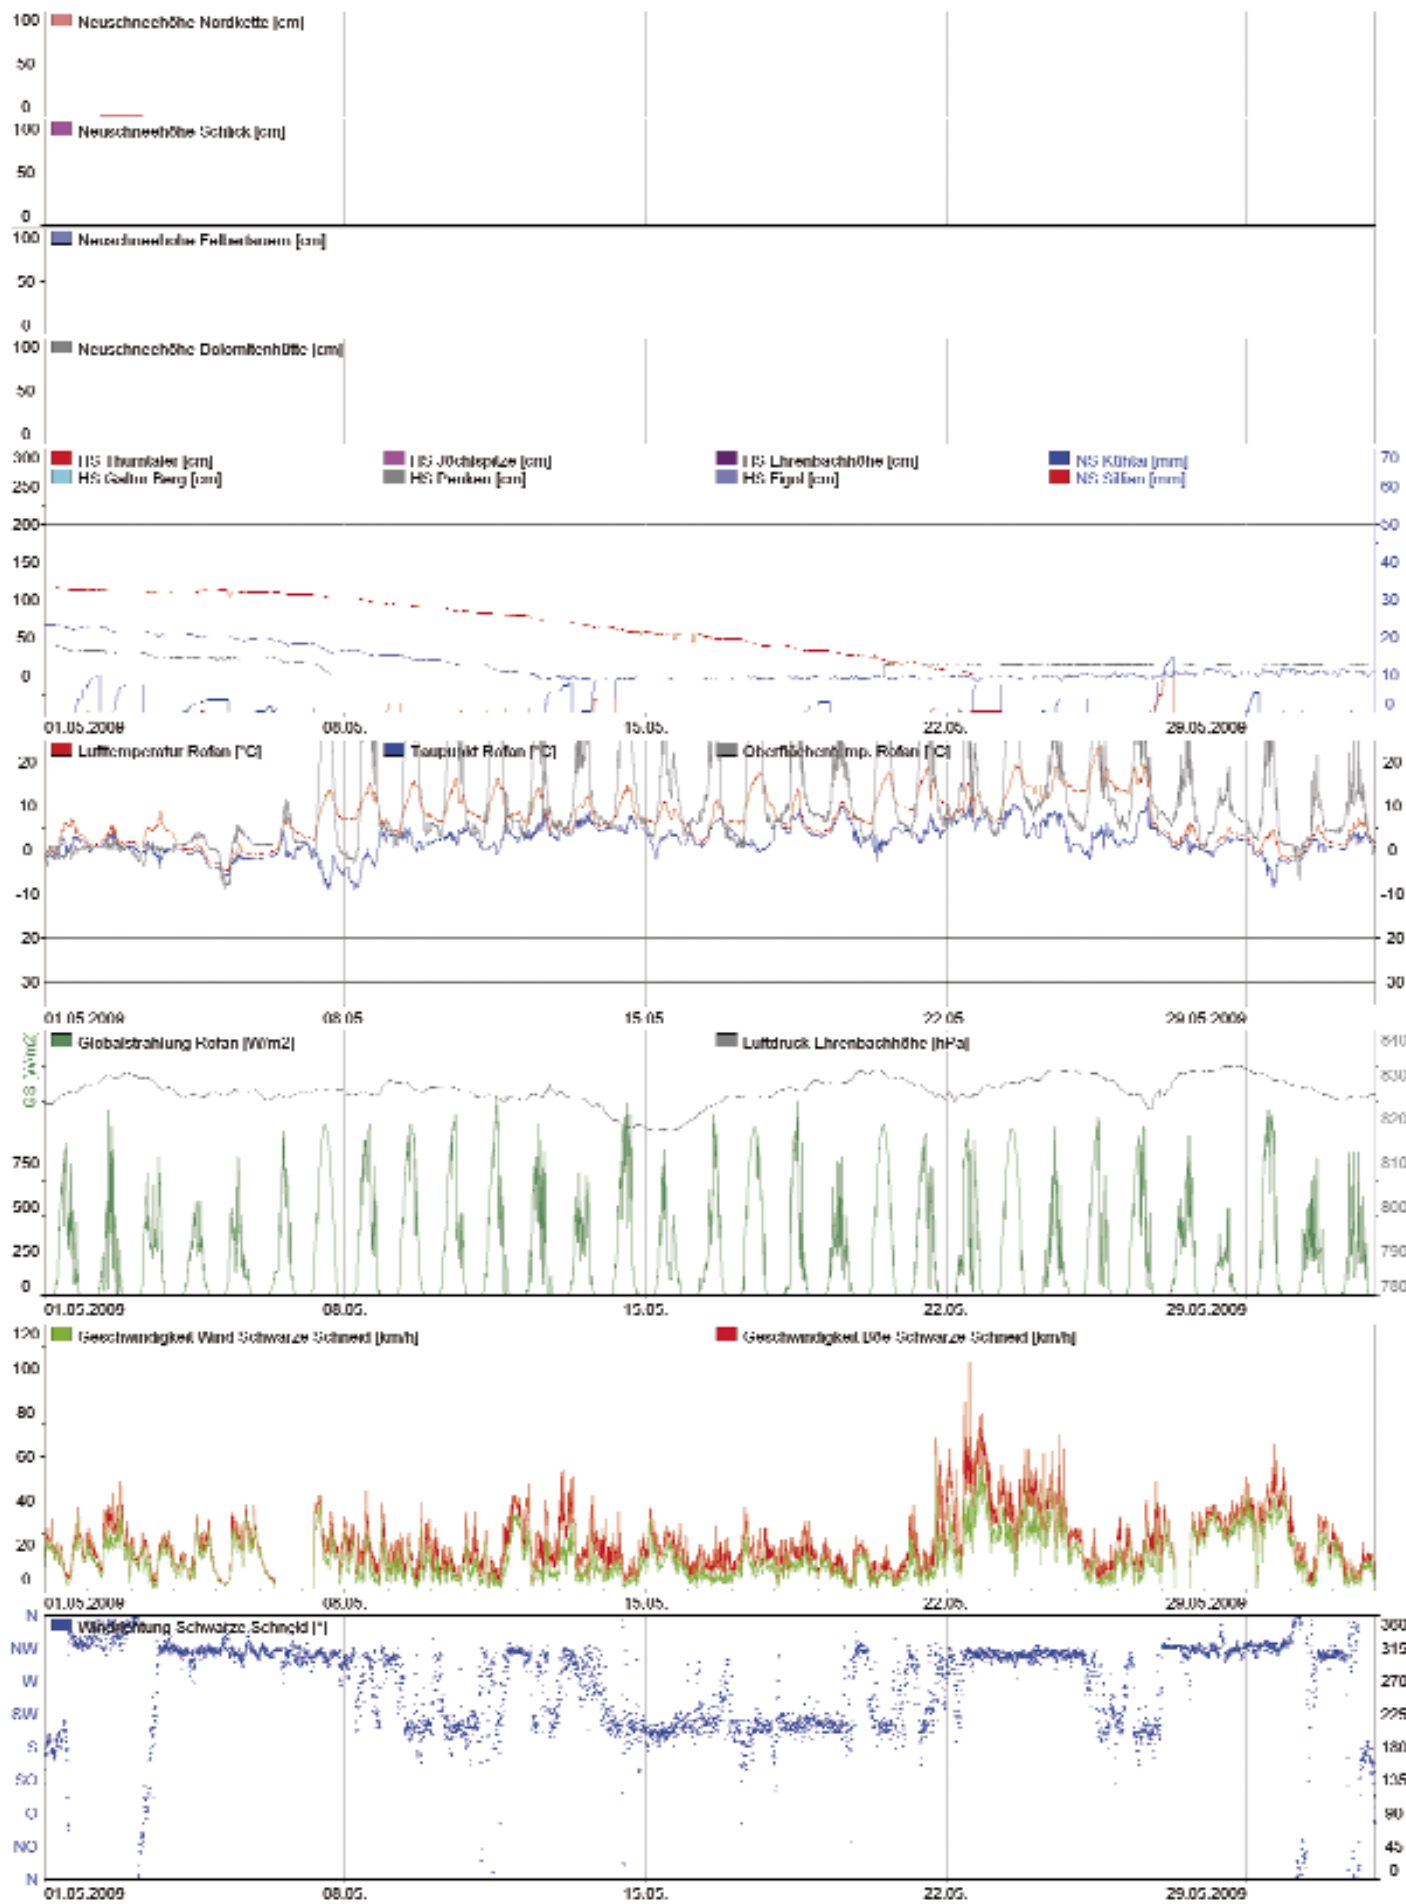 100 Neuschneehöhe Nordkette [cm]
50
0
100 Neuschneehöhe Schlick [cm]
50
0
100 Neuschneehöhe Felbertauern [cm]
50
0
100 Neuschneehöhe Dolomitenhütte [cm]
50
0
300 HS Thurntaler [cm] HS Jöchlspitze [cm] HS Ehrenbachhöhe [cm] NS Kühtai [mm] 70
HS Galtür Berg [cm] HS Penken [cm] HS Figol [cm] NS Sillian [mm]
250 60
200 50
150 40
100 30
50 20
0 10
0
01.05.2009 08.05. 15.05. 22.05. 29.05.2009
Lufttemperatur Rofan [°C] Taupunkt Rofan [°C] Oberflächentemp. Rofan [°C]
20 20
10 10
0 0
-10 -10
20 20
30 30
01.05.2009 08.05. 15.05. 22.05. 29.05.2009
Globalstrahlung Rofan [W/m2] Luftdruck Ehrenbachhöhe [hPa] 840
830
820
750 810
500 800
250 790
0 780
01.05.2009 08.05. 15.05. 22.05. 29.05.2009
120 Geschwindigkeit Wind Schwarze Schneid [km/h] Geschwindigkeit Böe Schwarze Schneid [km/h]
100
80
60
40
20
0
01.05.2009 08.05. 15.05. 22.05. 29.05.2009
N Windrichtung Schwarze Schneid [°] 360
NW 315
W 270
SW 225
S 180
SO 135
O 90
NO 45
N 0
01.05.2009 08.05. 15.05. 22.05. 29.05.2009